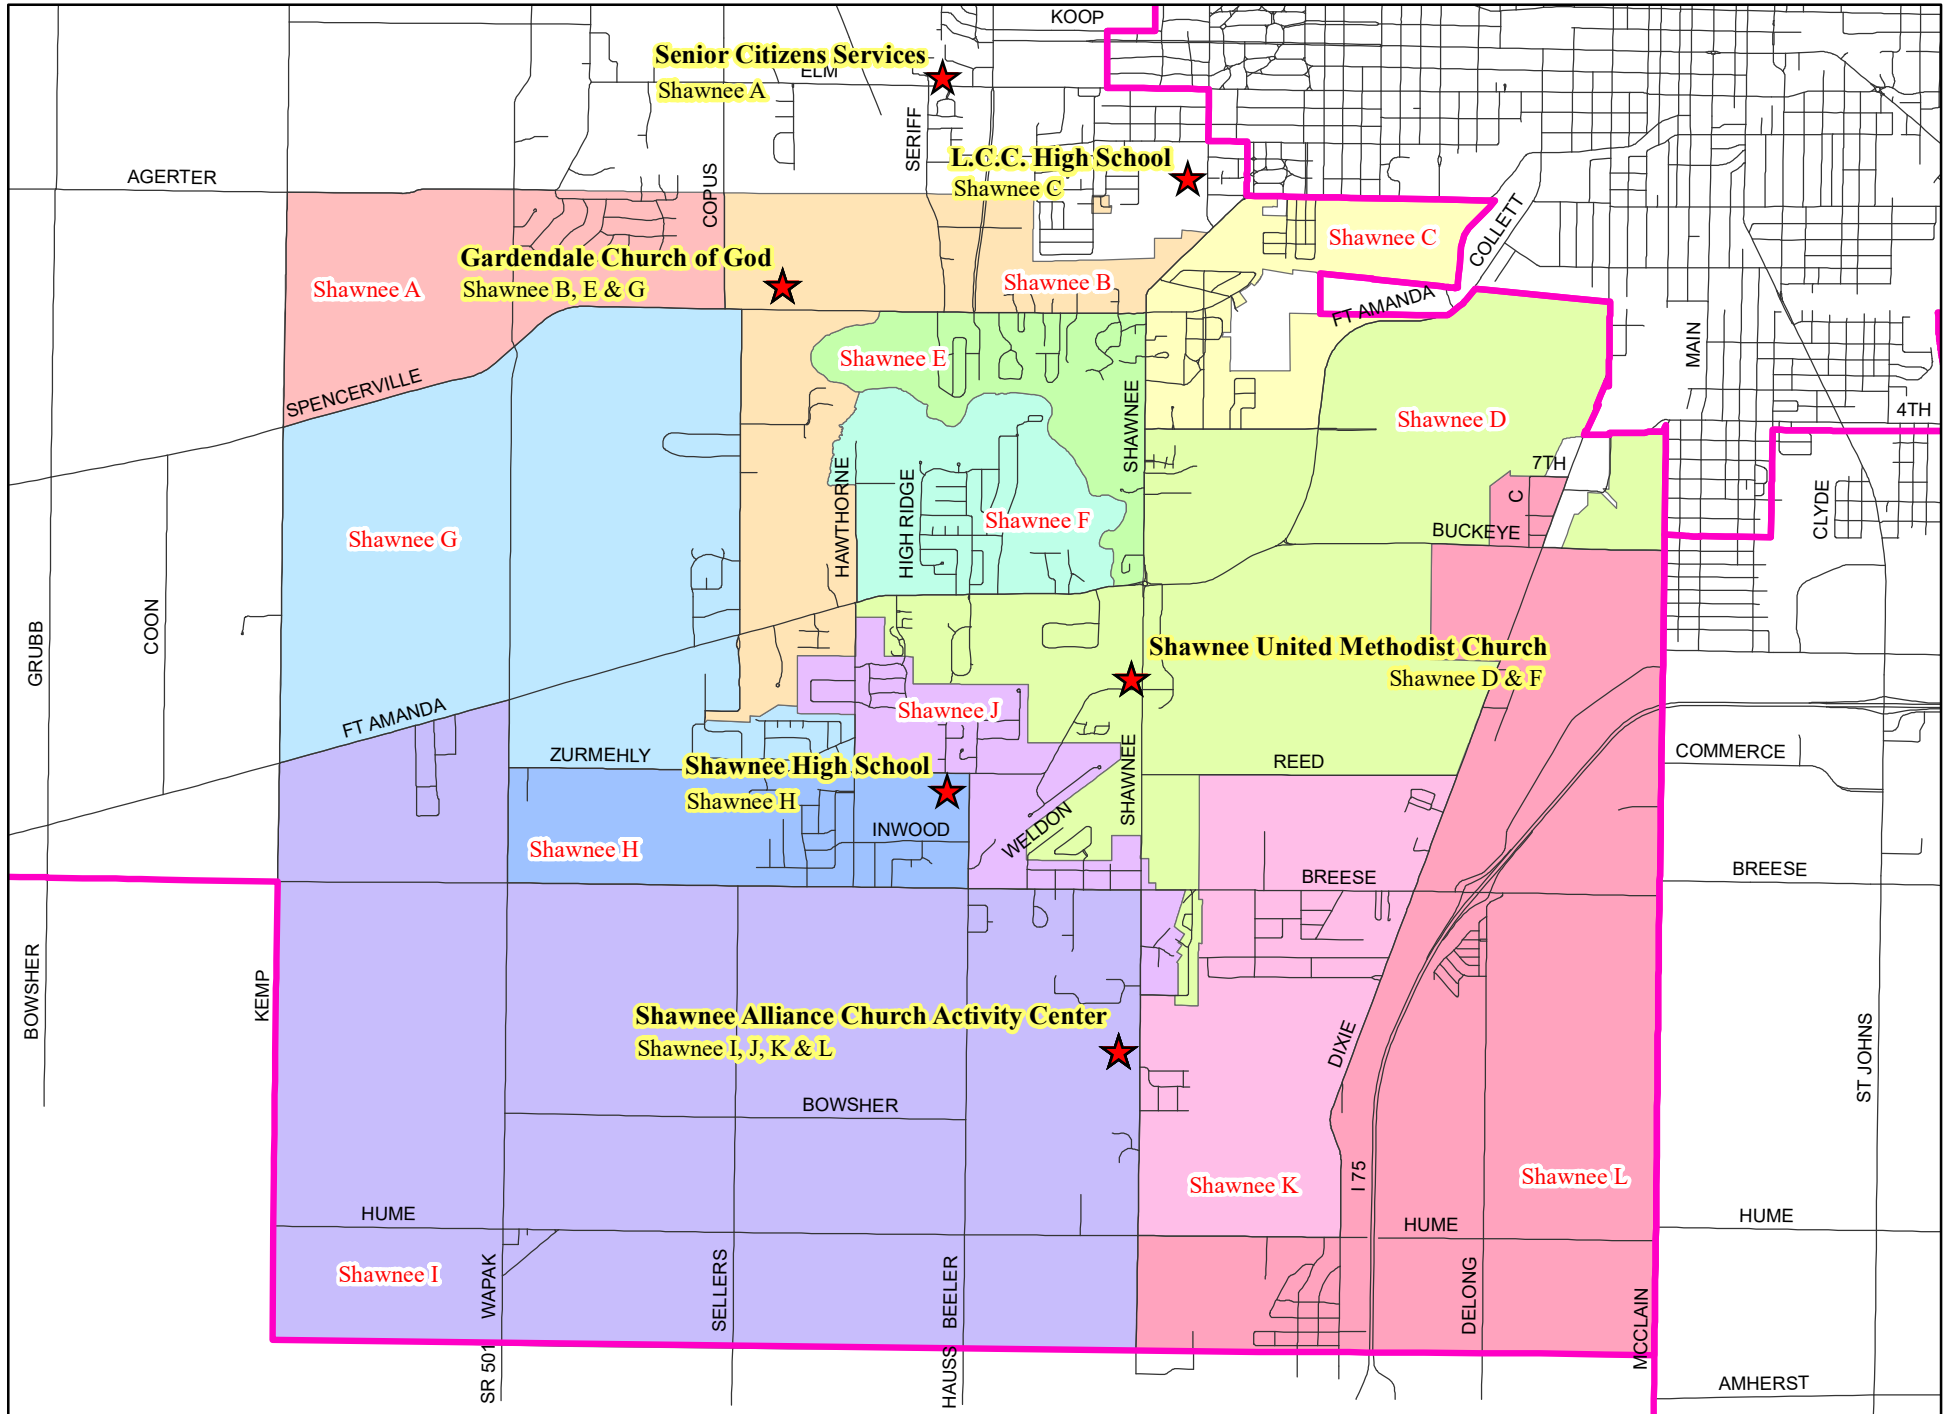 KOOP
Senior Citizens Services
ELM
Shawnee A
SERIFF
L.C.C. High School
Shawnee C
AGERTER
COPUS
Shawnee C
COLLETT
Gardendale Church of God
Shawnee B, E & G
Shawnee A
Shawnee B
FT AMANDA
MAIN
Shawnee E
SPENCERVILLE
SHAWNEE
Shawnee D
4TH
7TH
C
CLYDE
HAWTHORNE
HIGH RIDGE
Shawnee F
BUCKEYE
Shawnee G
GRUBB
COON
Shawnee United Methodist Church
Shawnee D & F
FT AMANDA
Shawnee J
ZURMEHLY
Shawnee High School
Shawnee H
SHAWNEE
REED
COMMERCE
INWOOD
WELDON
Shawnee H
BREESE
BREESE
BOWSHER
KEMP
Shawnee Alliance Church Activity Center
Shawnee I, J, K & L
DIXIE
ST JOHNS
BOWSHER
I 75
Shawnee K
Shawnee L
HUME
HUME
HUME
Shawnee I
SR 501
WAPAK
SELLERS
HAUSS
BEELER
DELONG
MCCLAIN
AMHERST